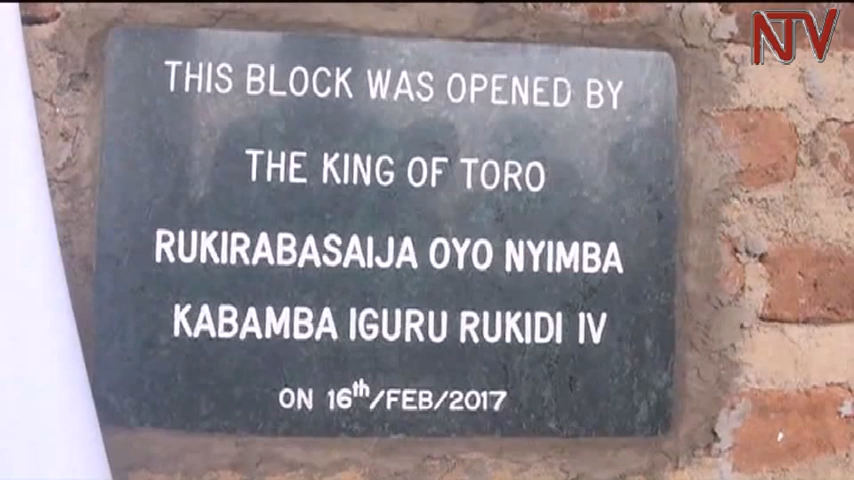 NTV
THIS BLOCK WAS OPENED BY
THE KING OF TORO
RUKIRABASAIJA OYO NYIMBA
KABAMBA IGURU RUKIDI IV
ON 16th/FEB/2017